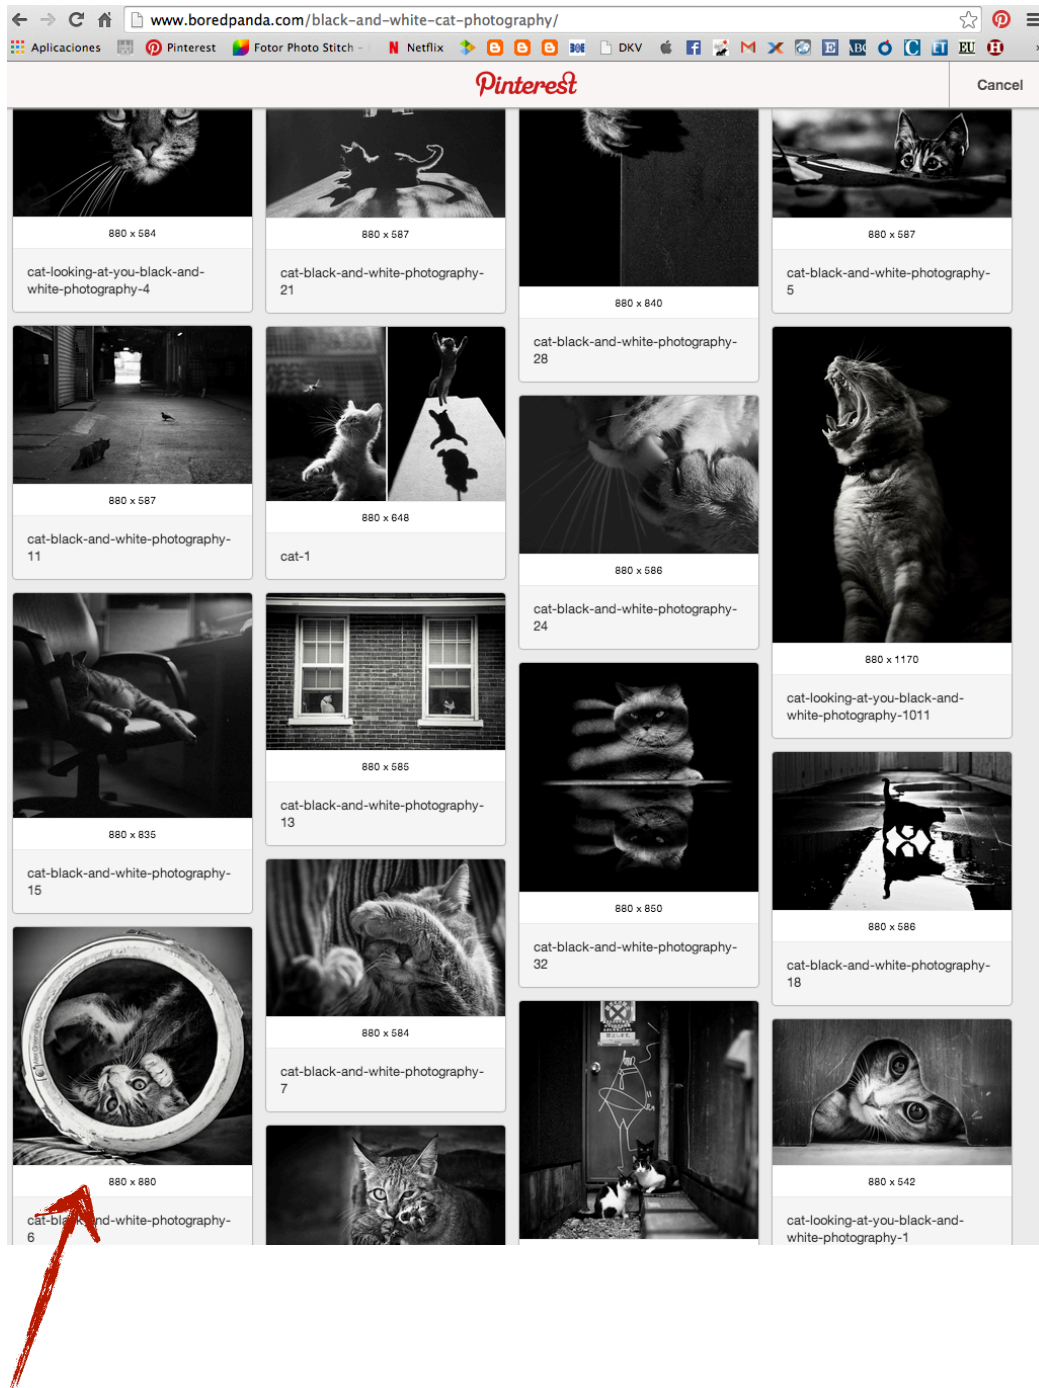 www.boredpanda.com/black-and-white-cat-photography/
Aplicaciones
Pinterest
Fotor Photo Stitch -
Netflix
BOE
DKV
E
ABC
C
EU
H
Pinterest
Cancel
880 x 584
cat-looking-at-you-black-and-
white-photography-4
880 x 587
cat-black-and-white-photography-
11
880 x 835
cat-black-and-white-photography-
15
880 x 880
cat-black-and-white-photography-
6
880 x 587
cat-black-and-white-photography-
21
880 x 648
cat-1
880 x 585
cat-black-and-white-photography-
13
880 x 584
cat-black-and-white-photography-
7
880 x 840
cat-black-and-white-photography-
28
880 x 586
cat-black-and-white-photography-
24
880 x 850
cat-black-and-white-photography-
32
880 x 587
cat-black-and-white-photography-
5
880 x 1170
cat-looking-at-you-black-and-
white-photography-1011
880 x 586
cat-black-and-white-photography-
18
880 x 542
cat-looking-at-you-black-and-
white-photography-1